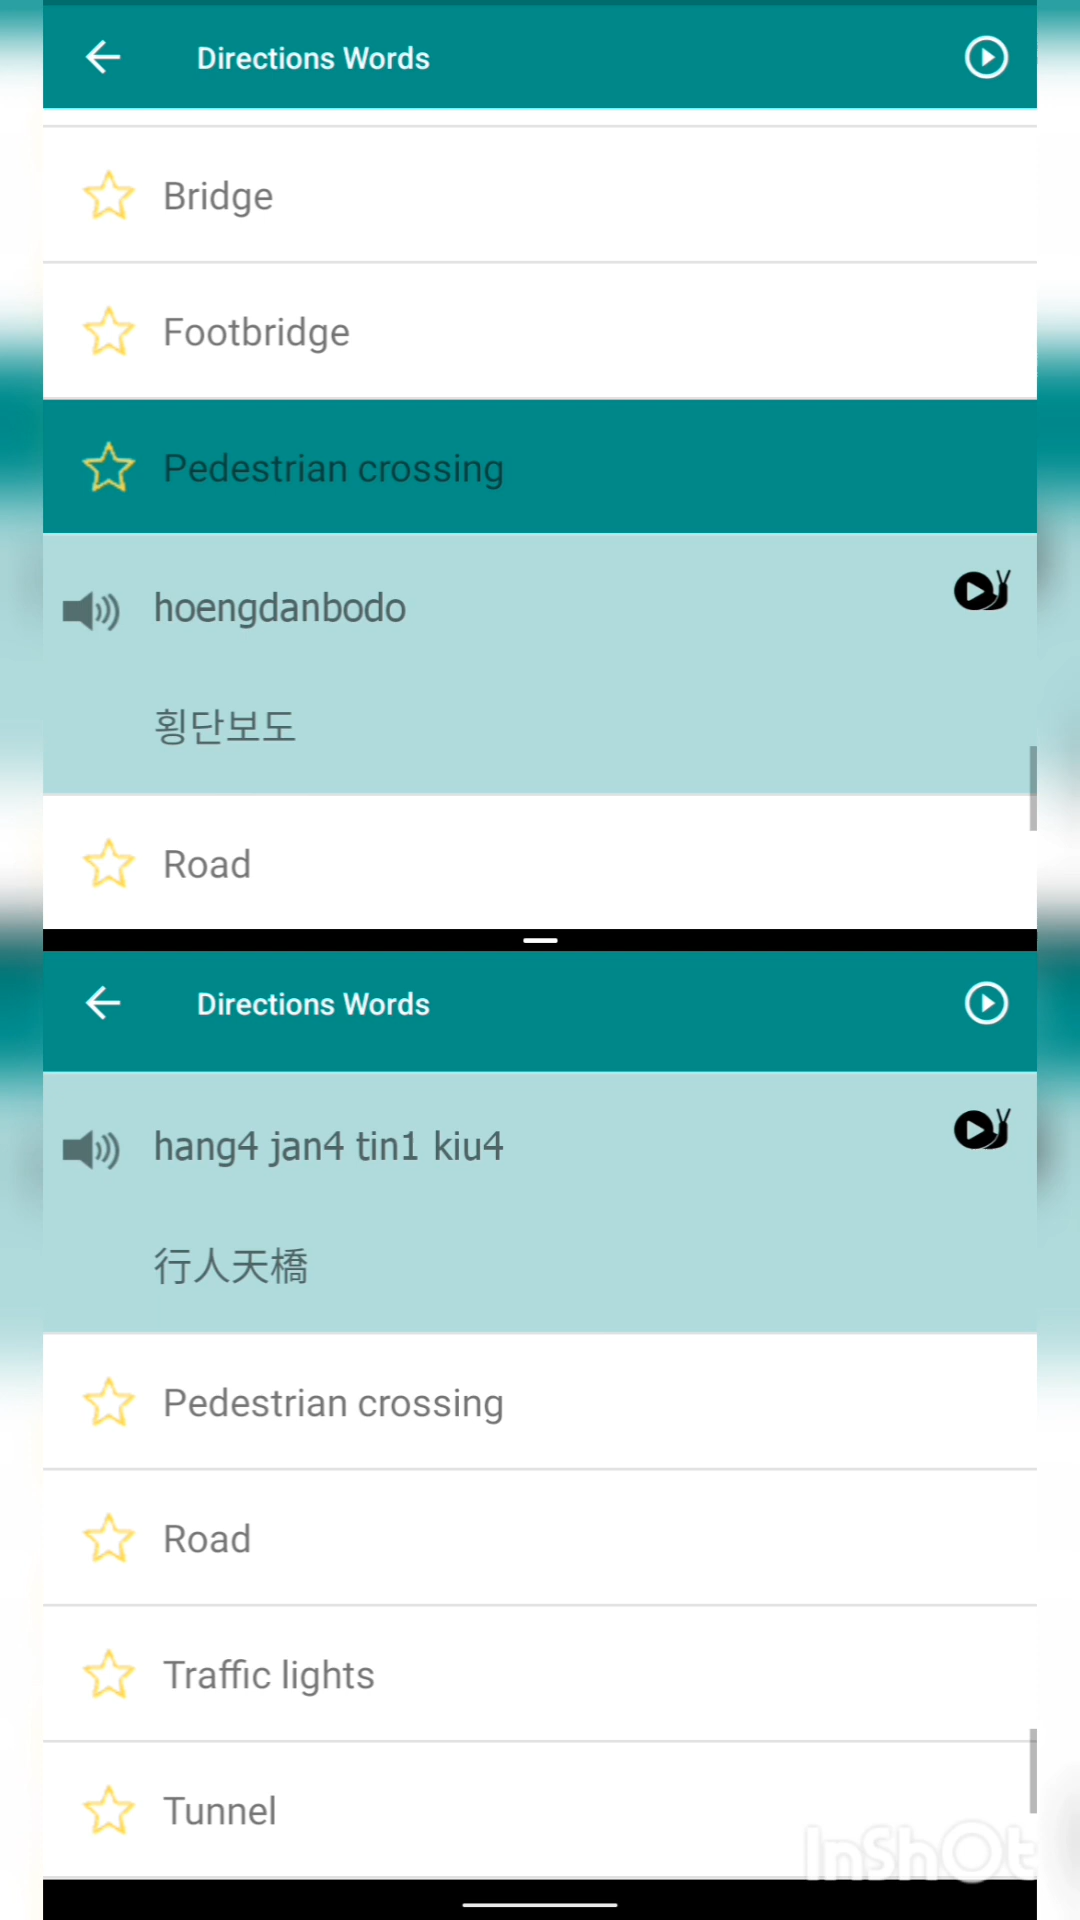 Directions Words
Bridge
Footbridge
Pedestrian crossing
hoengdanbodo
횡단보도
Road
Directions Words
hang4 jan4 tin1 kiu4
行人天橋
Pedestrian crossing
Road
Traffic lights
Tunnel
InShOt